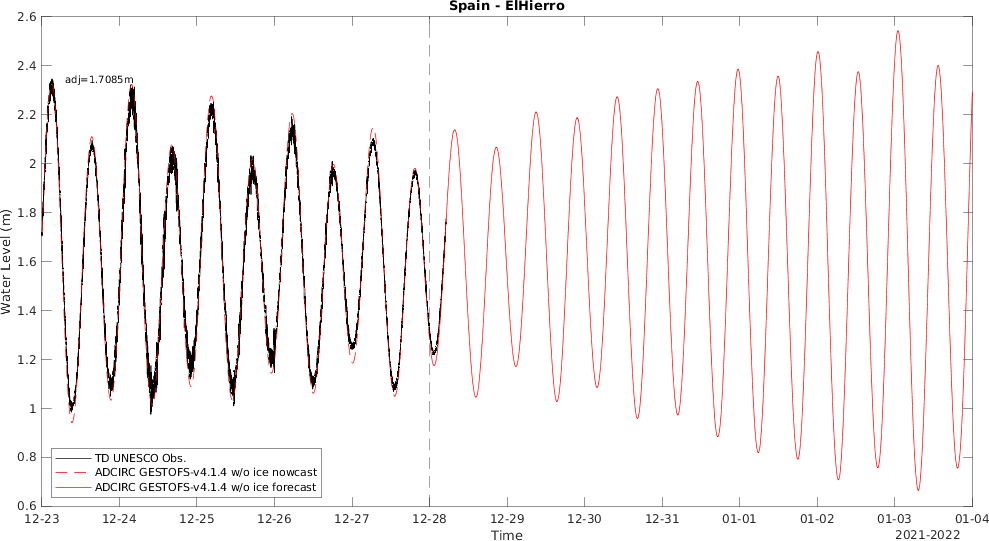 Spain - ElHierro
2.6
2.4
2.2
2
1.8
1.6
1.4
1.2
1
0.8
0.6
Water Level (m)
adj=1.7085m
TD UNESCO Obs.
ADCIRC GESTOFS-v4.1.4 w/o ice nowcast
ADCIRC GESTOFS-v4.1.4 w/o ice forecast
12-23 12-24 12-25 12-26 12-27 12-28 12-29 12-30 12-31 01-01 01-02 01-03 01-04
Time
2021-2022